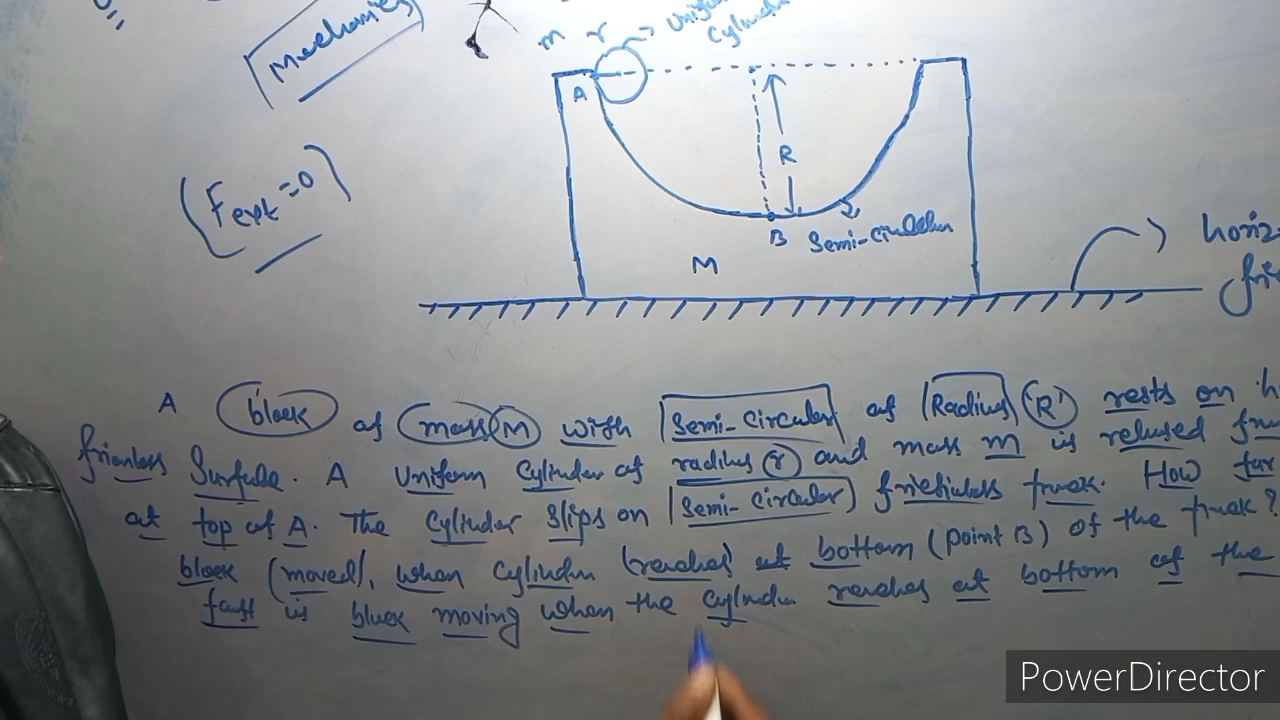 Mechanics
m r
Uniform
Cylinder
A
R
(Fext=0)
B
Semi-Circular
M
horiz
fric
A block of mass M with Semi-Circular of Radius 'R' rests on h
frictionless Surface. A Uniform Cylinder of radius r and mass m is released from
at top of A. The Cylinder Slips on Semi-Circular frictionless track. How far
block (moved), when Cylinder (reaches) at bottom (point B) of the track?
fast is block moving when the Cylinder reaches at bottom of the
PowerDirector